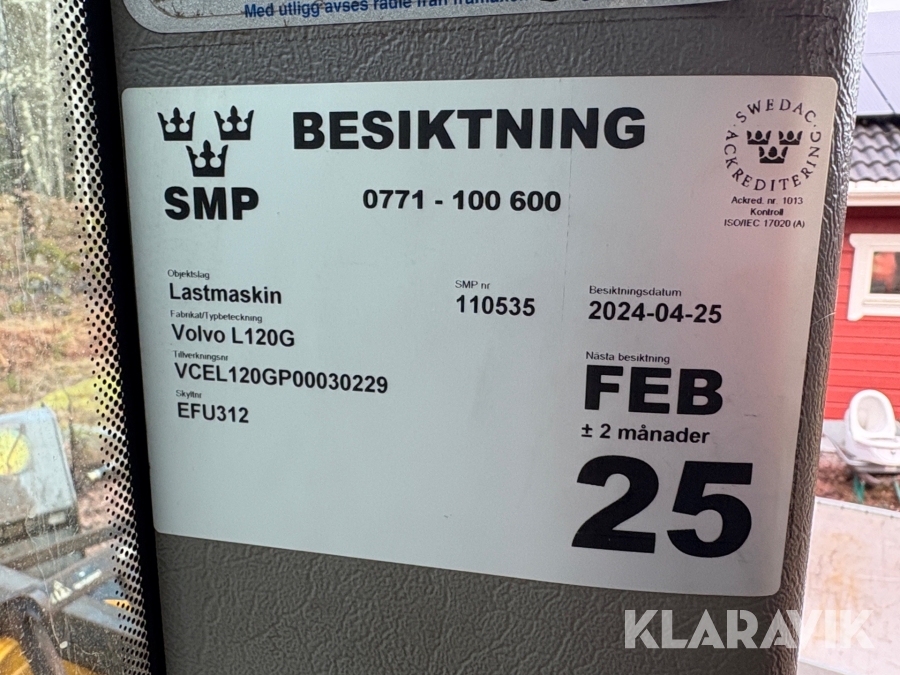 Med utligg avses radie från framaxeln
BESIKTNING
SMP
0771 - 100 600
SWEDAC
ACKREDITERING
Ackred. nr. 1013
Kontroll
ISO/IEC 17020 (A)
Objektslag
Lastmaskin
Fabrikat/Typbeteckning
Volvo L120G
Tillverkningsnr
VCEL120GP00030229
Skyltnr
EFU312
SMP nr
110535
Besiktningsdatum
2024-04-25
Nästa besiktning
FEB
± 2 månader
25
KLARAVIK